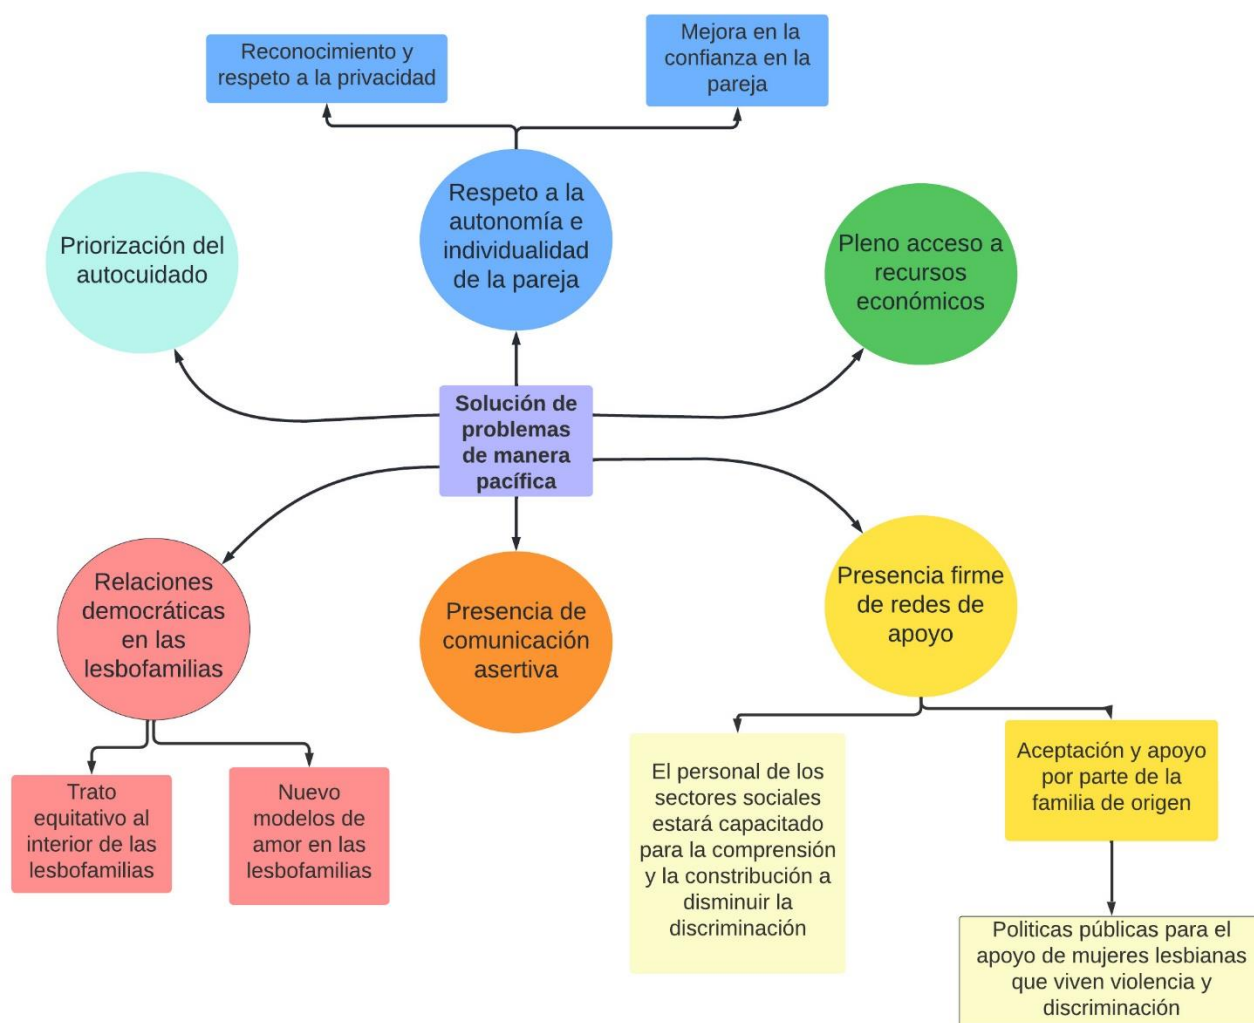 Reconocimiento y
respeto a la privacidad
Mejora en la
confianza en la
pareja
Priorización del
autocuidado
Respeto a la
autonomía e
individualidad
de la pareja
Pleno acceso a
recursos
económicos
Solución de
problemas
de manera
pacífica
Relaciones
democráticas
en las
lesbofamilias
Presencia de
comunicación
asertiva
Presencia firme
de redes de
apoyo
Trato
equitativo al
interior de las
lesbofamilias
Nuevo
modelos de
amor en las
lesbofamilias
El personal de los
sectores sociales
estará capacitado
para la comprensión
y la constribución a
disminuir la
discriminación
Aceptación y apoyo
por parte de la
familia de origen
Politicas públicas para el
apoyo de mujeres lesbianas
que viven violencia y
discriminación